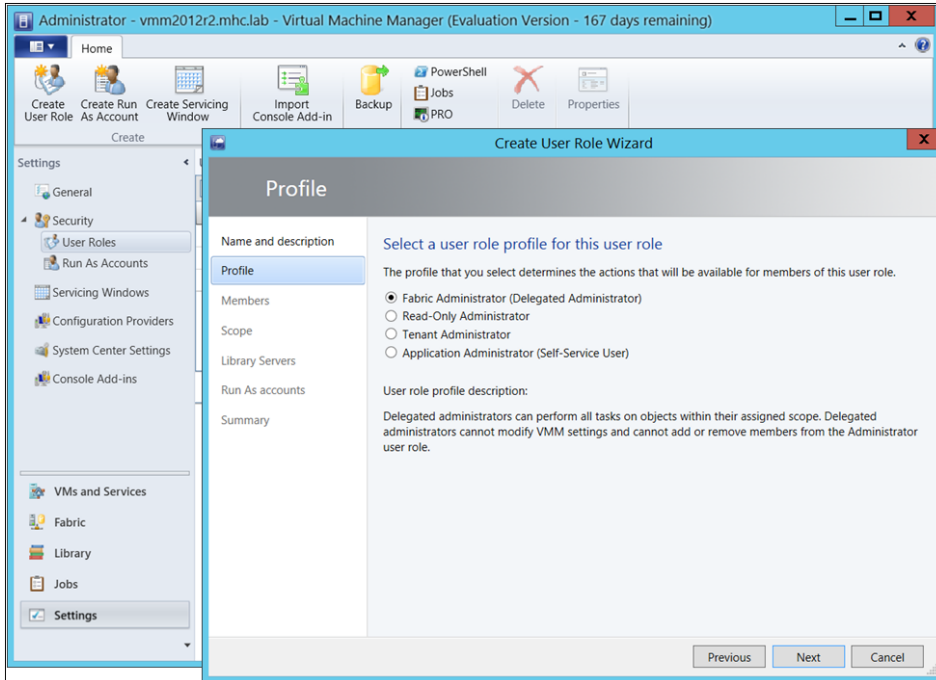 Administrator - vmm2012r2.mhc.lab - Virtual Machine Manager (Evaluation Version - 167 days remaining)
Home
Create User Role
Create Run As Account
Create Servicing Window
Import Console Add-in
Backup
PowerShell
Jobs
PRO
Delete
Properties
Create
Settings
General
Security
User Roles
Run As Accounts
Servicing Windows
Configuration Providers
System Center Settings
Console Add-ins
VMs and Services
Fabric
Library
Jobs
Settings
Create User Role Wizard
Profile
Name and description
Profile
Members
Scope
Library Servers
Run As accounts
Summary
Select a user role profile for this user role
The profile that you select determines the actions that will be available for members of this user role.
Fabric Administrator (Delegated Administrator)
Read-Only Administrator
Tenant Administrator
Application Administrator (Self-Service User)
User role profile description:
Delegated administrators can perform all tasks on objects within their assigned scope. Delegated
administrators cannot modify VMM settings and cannot add or remove members from the Administrator
user role.
Previous
Next
Cancel